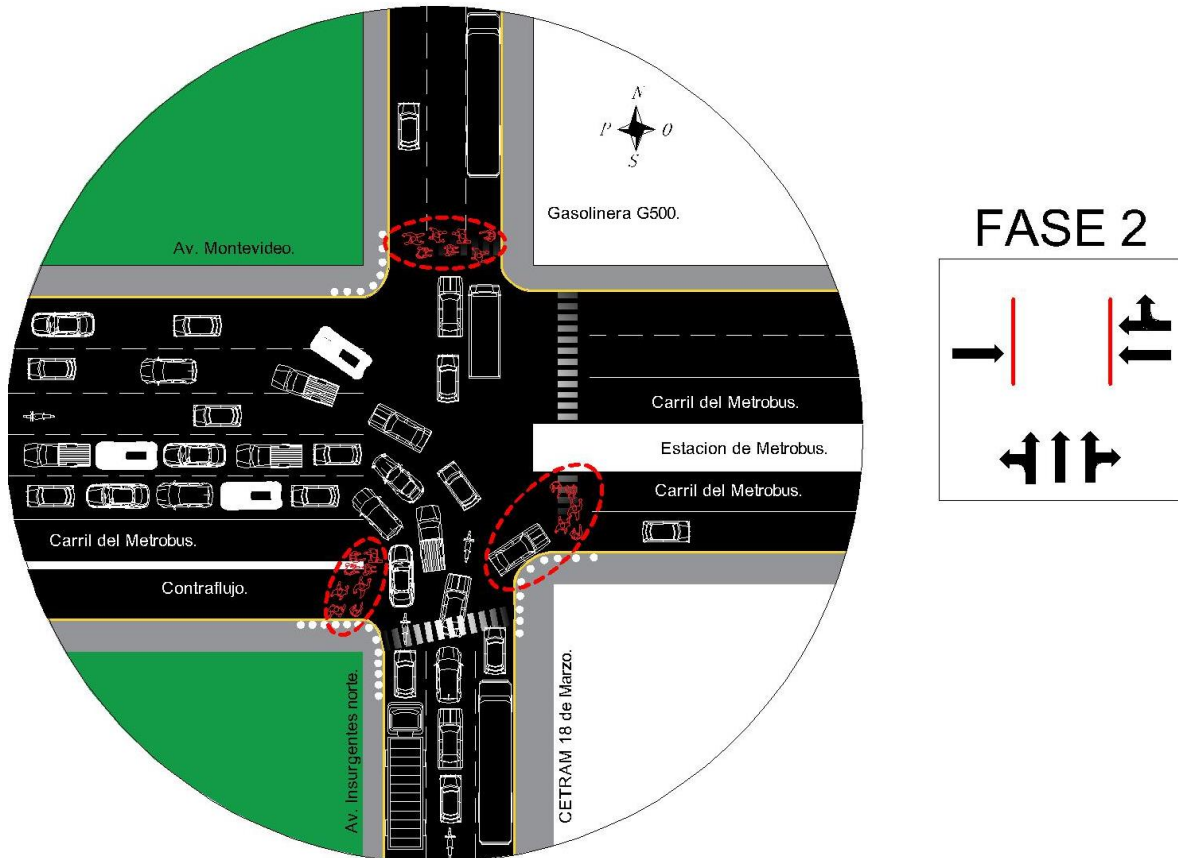 N
P O
S
Gasolinera G500.
Av. Montevideo.
FASE 2
Carril del Metrobus.
Estacion de Metrobus.
Carril del Metrobus.
Carril del Metrobus.
Contraflujo.
Av. Insurgentes norte.
CETRAM 18 de Marzo.